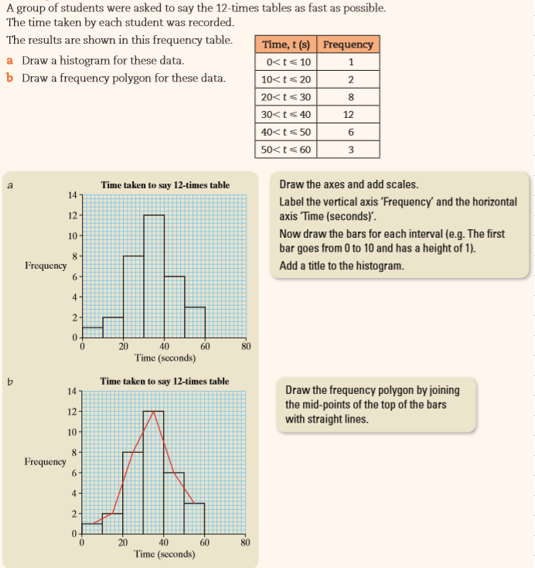 A group of students were asked to say the 12-times tables as fast as possible.
The time taken by each student was recorded.
The results are shown in this frequency table.
a Draw a histogram for these data.
b Draw a frequency polygon for these data.
Time, t (s) Frequency
0< t ⩽ 10 1
10< t ⩽ 20 2
20< t ⩽ 30 8
30< t ⩽ 40 12
40< t ⩽ 50 6
50< t ⩽ 60 3
a
Time taken to say 12-times table
14
12
10
8
Frequency
6
4
2
0
0 20 40 60 80
Time (seconds)
Draw the axes and add scales.
Label the vertical axis 'Frequency' and the horizontal
axis 'Time (seconds)'.
Now draw the bars for each interval (e.g. The first
bar goes from 0 to 10 and has a height of 1).
Add a title to the histogram.
b
Time taken to say 12-times table
14
12
10
8
Frequency
6
4
2
0
0 20 40 60 80
Time (seconds)
Draw the frequency polygon by joining
the mid-points of the top of the bars
with straight lines.